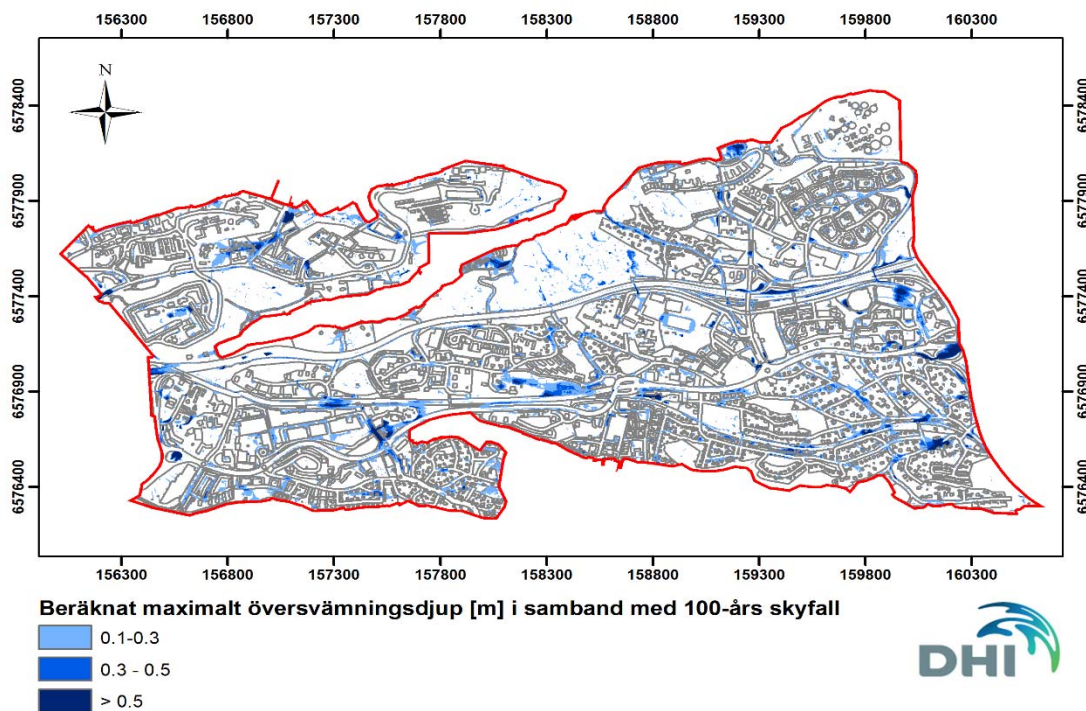 156300 156800 157300 157800 158300 158800 159300 159800 160300
6578400 6578400
N
6577900 6577900
6577400 6577400
6576900 6576900
6576400 6576400
156300 156800 157300 157800 158300 158800 159300 159800 160300
Beräknat maximalt översvämningsdjup [m] i samband med 100-års skyfall
0.1-0.3
0.3 - 0.5
> 0.5
DHI